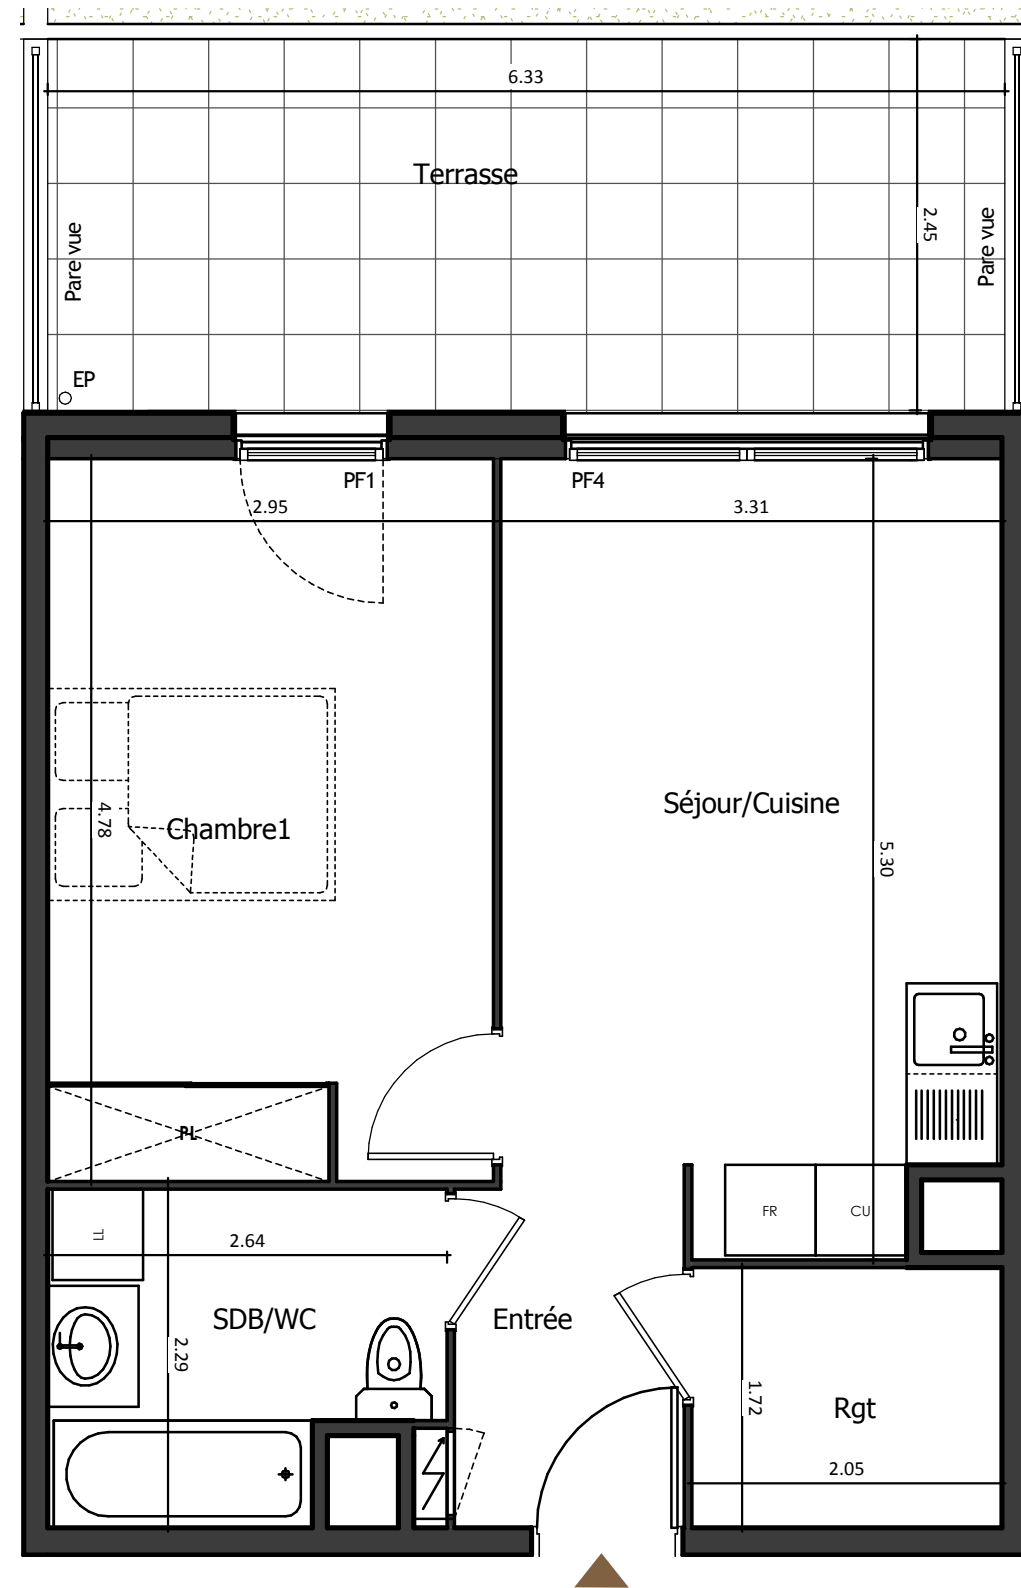 6.33
Terrasse
2.45
Pare vue
Pare vue
EP
PF1
PF4
2.95
3.31
Séjour/Cuisine
4.78
Chambre1
5.30
PL
FR
CU
LL
2.64
SDB/WC
Entrée
2.29
1.72
Rgt
2.05